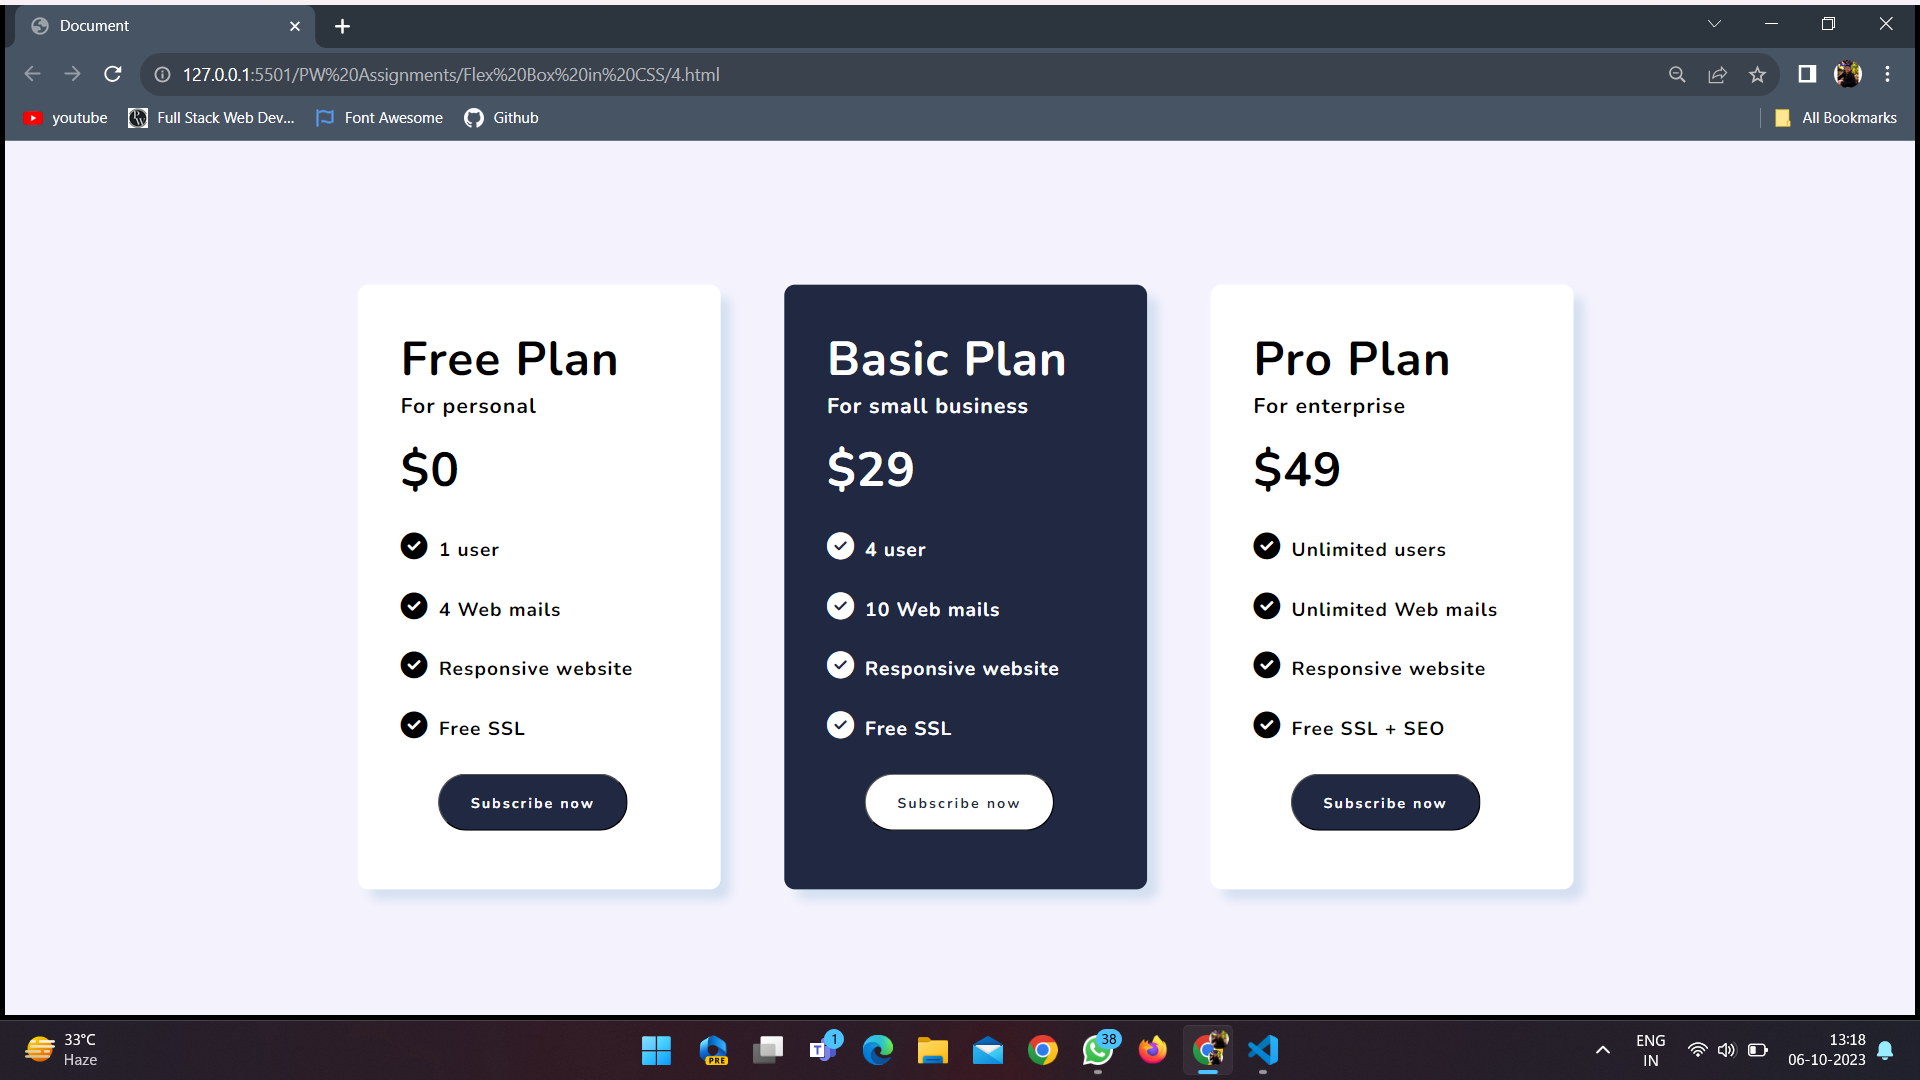 Document
127.0.0.1:5501/PW%20Assignments/Flex%20Box%20in%20CSS/4.html
youtube Full Stack Web Dev... Font Awesome Github All Bookmarks
Free Plan
For personal
$0
1 user
4 Web mails
Responsive website
Free SSL
Subscribe now
Basic Plan
For small business
$29
4 user
10 Web mails
Responsive website
Free SSL
Subscribe now
Pro Plan
For enterprise
$49
Unlimited users
Unlimited Web mails
Responsive website
Free SSL + SEO
Subscribe now
33°C
Haze
PRE
T
1
38
ENG
IN
13:18
06-10-2023